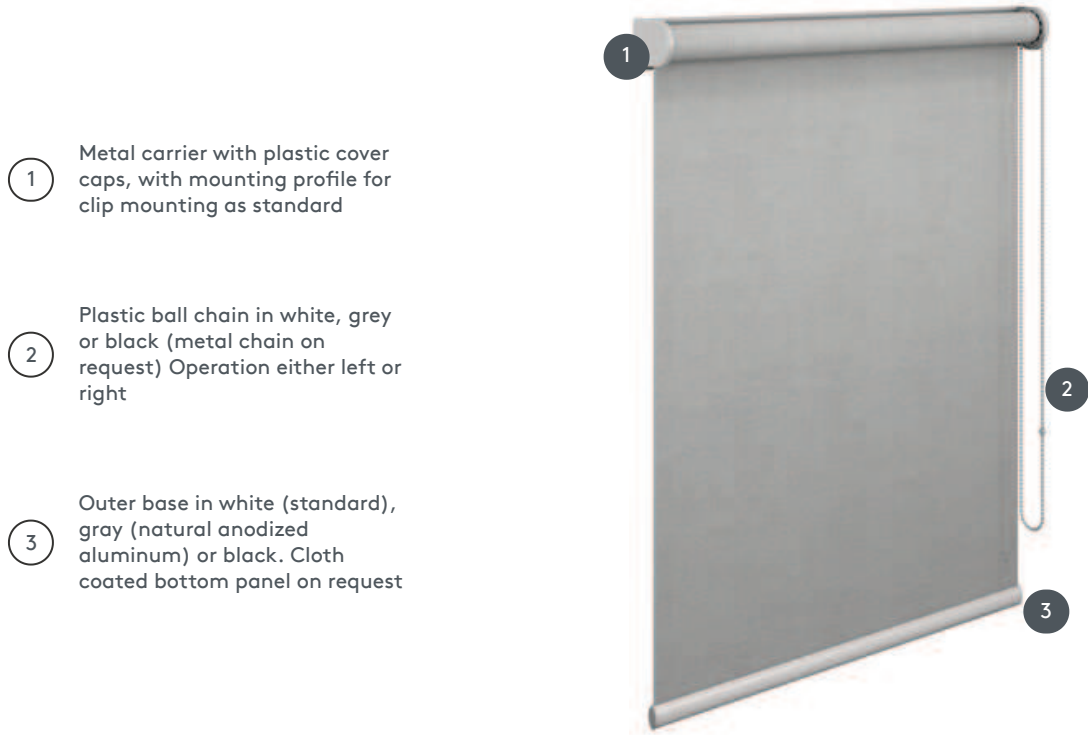 1
Metal carrier with plastic cover
caps, with mounting profile for
clip mounting as standard
2
Plastic ball chain in white, grey
or black (metal chain on
request) Operation either left or
right
3
Outer base in white (standard),
gray (natural anodized
aluminum) or black. Cloth
coated bottom panel on request
1
2
3